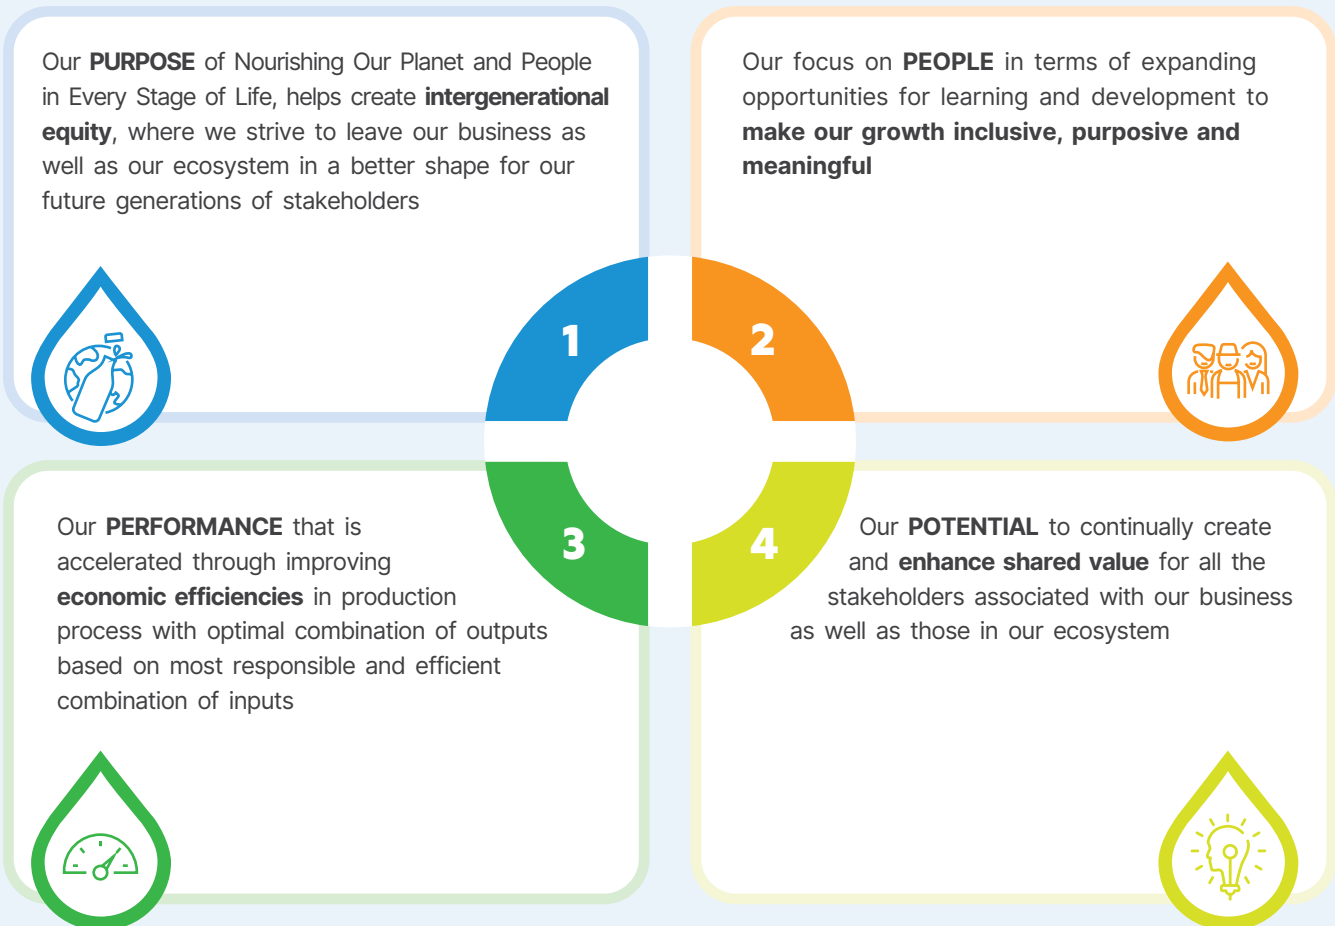 Our PURPOSE of Nourishing Our Planet and People
in Every Stage of Life, helps create intergenerational
equity, where we strive to leave our business as
well as our ecosystem in a better shape for our
future generations of stakeholders
Our focus on PEOPLE in terms of expanding
opportunities for learning and development to
make our growth inclusive, purposive and
meaningful
1
2
3
4
Our PERFORMANCE that is
accelerated through improving
economic efficiencies in production
process with optimal combination of outputs
based on most responsible and efficient
combination of inputs
Our POTENTIAL to continually create
and enhance shared value for all the
stakeholders associated with our business
as well as those in our ecosystem